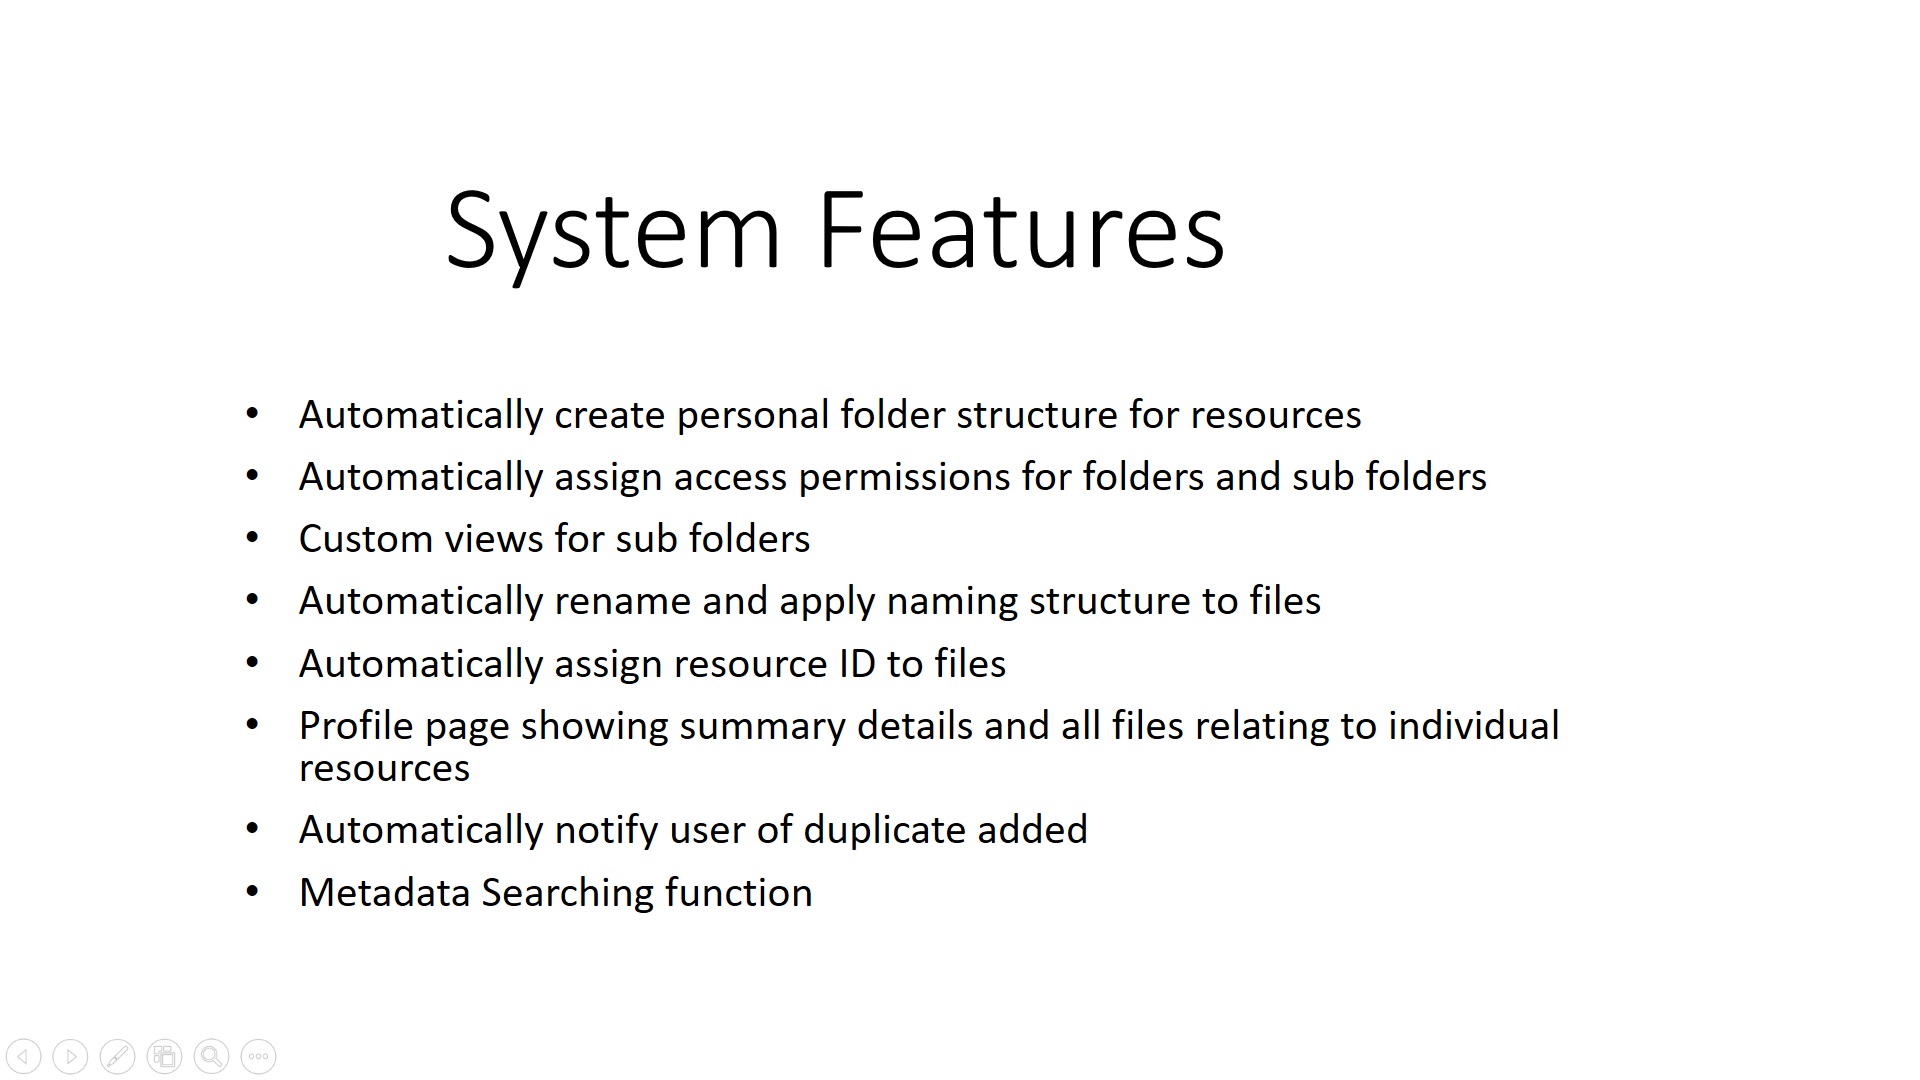 System Features
• Automatically create personal folder structure for resources
• Automatically assign access permissions for folders and sub folders
• Custom views for sub folders
• Automatically rename and apply naming structure to files
• Automatically assign resource ID to files
• Profile page showing summary details and all files relating to individual
resources
• Automatically notify user of duplicate added
• Metadata Searching function